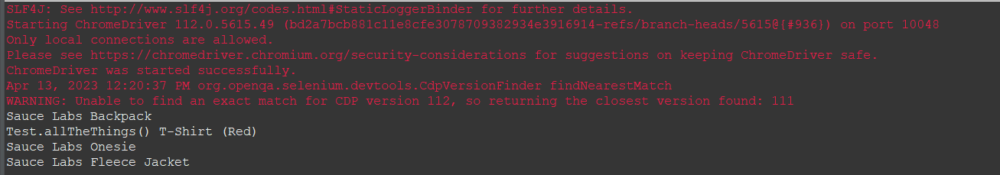 SLF4J: See http://www.slf4j.org/codes.html#StaticLoggerBinder for further details.
Starting ChromeDriver 112.0.5615.49 (bd2a7bcb881c11e8cfe3078709382934e3916914-refs/branch-heads/5615@{#936}) on port 10048
Only local connections are allowed.
Please see https://chromedriver.chromium.org/security-considerations for suggestions on keeping ChromeDriver safe.
ChromeDriver was started successfully.
Apr 13, 2023 12:20:37 PM org.openqa.selenium.devtools.CdpVersionFinder findNearestMatch
WARNING: Unable to find an exact match for CDP version 112, so returning the closest version found: 111
Sauce Labs Backpack
Test.allTheThings() T-Shirt (Red)
Sauce Labs Onesie
Sauce Labs Fleece Jacket